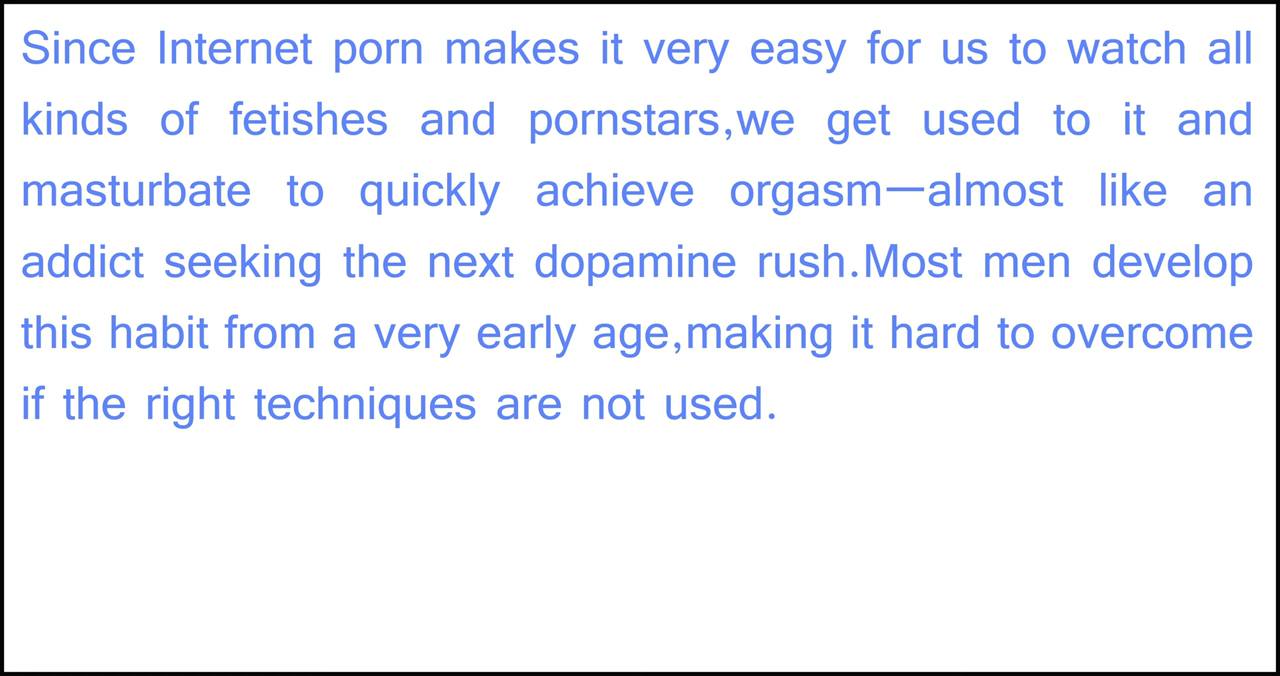 Since Internet porn makes it very easy for us to watch all
kinds of fetishes and pornstars,we get used to it and
masturbate to quickly achieve orgasm—almost like an
addict seeking the next dopamine rush.Most men develop
this habit from a very early age,making it hard to overcome
if the right techniques are not used.